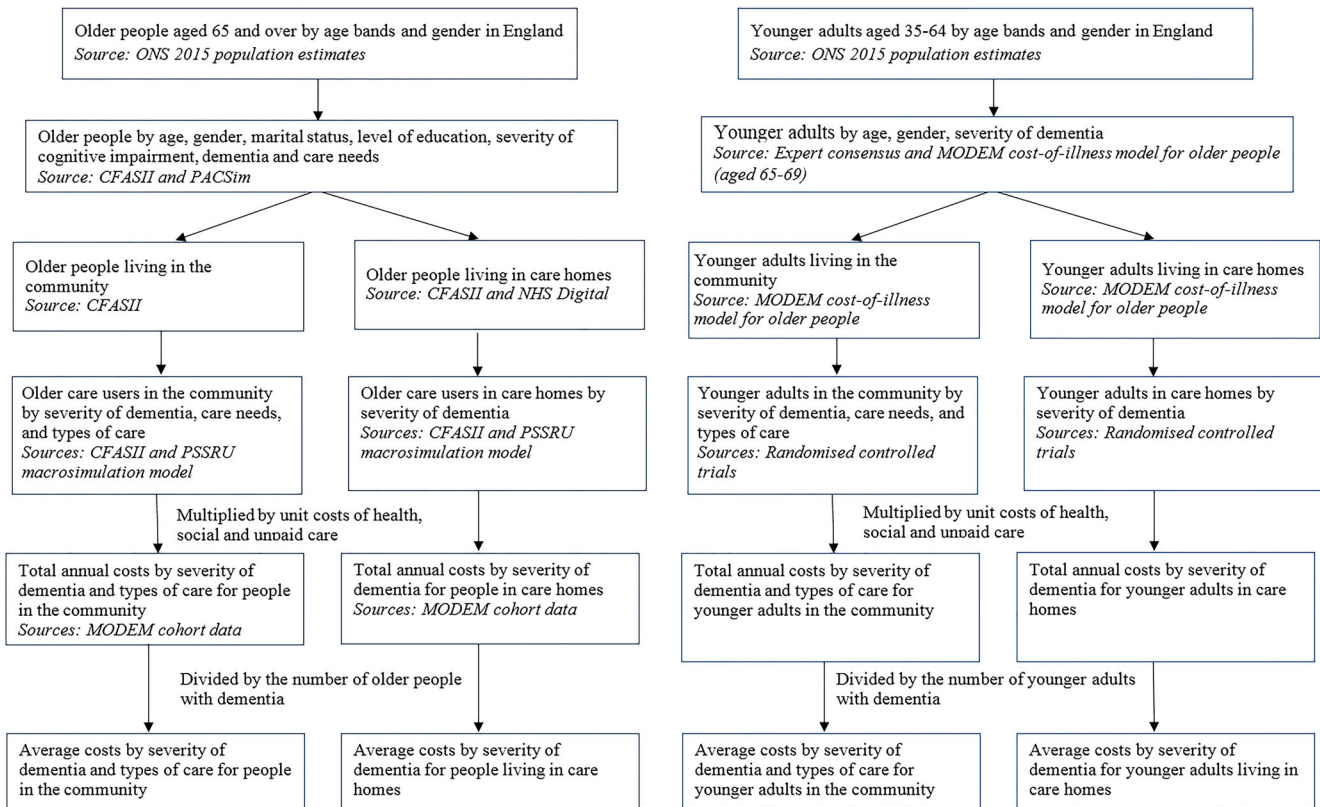 Older people aged 65 and over by age bands and gender in England
Source: ONS 2015 population estimates
Older people by age, gender, marital status, level of education, severity of
cognitive impairment, dementia and care needs
Source: CFASII and PACSim
Older people living in the
community
Source: CFASII
Older people living in care homes
Source: CFASII and NHS Digital
Older care users in the community
by severity of dementia, care needs,
and types of care
Sources: CFASII and PSSRU
macrosimulation model
Older care users in care homes by
severity of dementia
Sources: CFASII and PSSRU
macrosimulation model
Multiplied by unit costs of health,
social and unpaid care
Total annual costs by severity of
dementia and types of care for people
in the community
Sources: MODEM cohort data
Total annual costs by severity of
dementia for people in care homes
Sources: MODEM cohort data
Divided by the number of older people
with dementia
Average costs by severity of
dementia and types of care for people
in the community
Average costs by severity of
dementia for people living in care
homes
Younger adults aged 35-64 by age bands and gender in England
Source: ONS 2015 population estimates
Younger adults by age, gender, severity of dementia
Source: Expert consensus and MODEM cost-of-illness model for older people
(aged 65-69)
Younger adults living in the
community
Source: MODEM cost-of-illness
model for older people
Younger adults living in care homes
Source: MODEM cost-of-illness
model for older people
Younger adults in the community by
severity of dementia, care needs, and
types of care
Sources: Randomised controlled
trials
Younger adults in care homes by
severity of dementia
Sources: Randomised controlled
trials
Multiplied by unit costs of health,
social and unpaid care
Total annual costs by severity of
dementia and types of care for
younger adults in the community
Total annual costs by severity of
dementia for younger adults in care
homes
Divided by the number of younger adults
with dementia
Average costs by severity of
dementia and types of care for
younger adults in the community
Average costs by severity of
dementia for younger adults living in
care homes